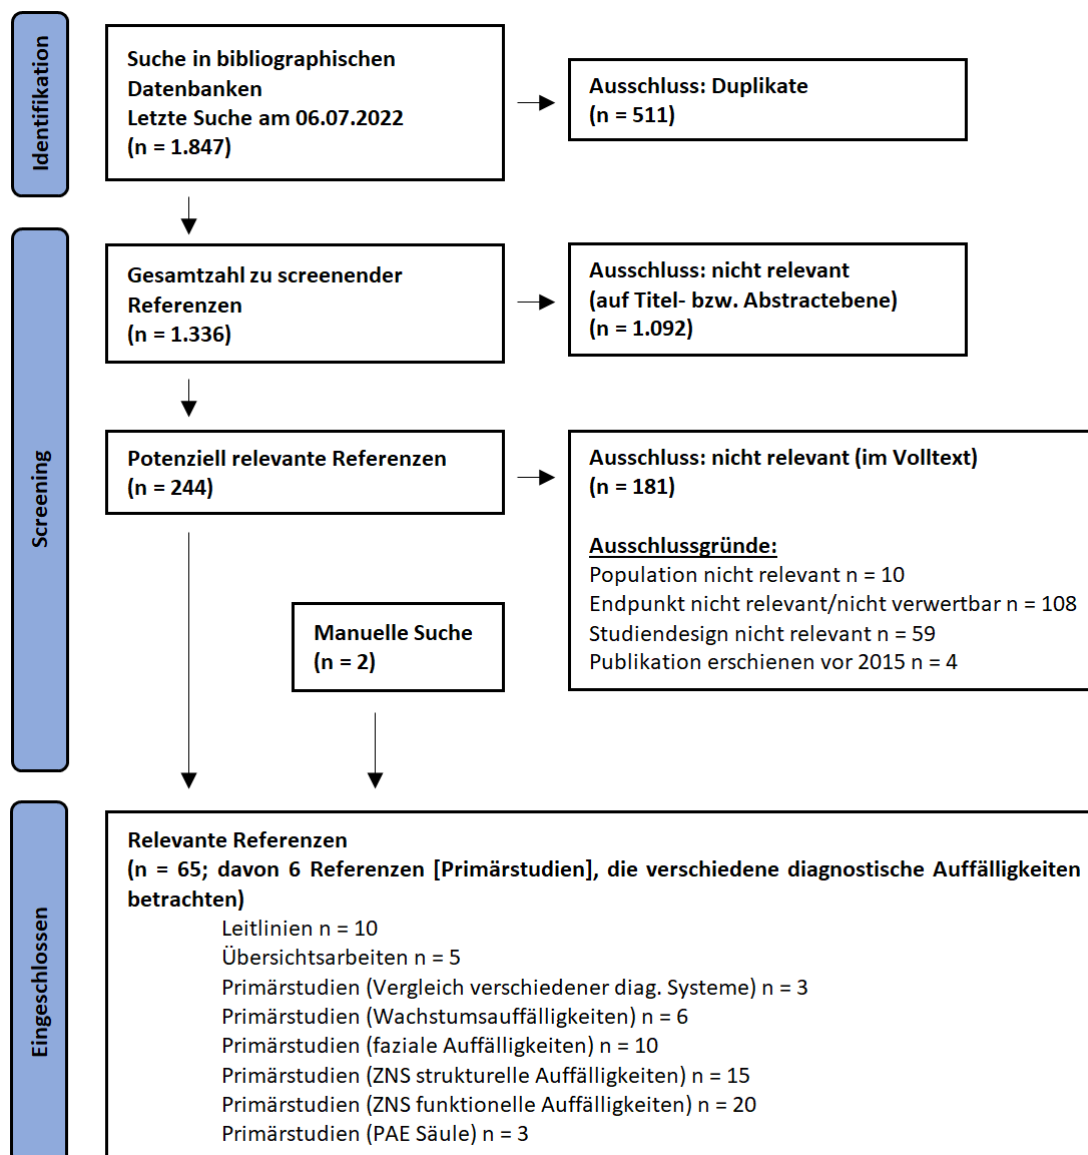 Identifikation
Suche in bibliographischen
Datenbanken
Letzte Suche am 06.07.2022
(n = 1.847)
Ausschluss: Duplikate
(n = 511)
Screening
Gesamtzahl zu screenender
Referenzen
(n = 1.336)
Ausschluss: nicht relevant
(auf Titel- bzw. Abstractebene)
(n = 1.092)
Potenziell relevante Referenzen
(n = 244)
Ausschluss: nicht relevant (im Volltext)
(n = 181)
Ausschlussgründe:
Population nicht relevant n = 10
Endpunkt nicht relevant/nicht verwertbar n = 108
Studiendesign nicht relevant n = 59
Publikation erschienen vor 2015 n = 4
Manuelle Suche
(n = 2)
Eingeschlossen
Relevante Referenzen
(n = 65; davon 6 Referenzen [Primärstudien], die verschiedene diagnostische Auffälligkeiten
betrachten)
Leitlinien n = 10
Übersichtsarbeiten n = 5
Primärstudien (Vergleich verschiedener diag. Systeme) n = 3
Primärstudien (Wachstumsauffälligkeiten) n = 6
Primärstudien (faziale Auffälligkeiten) n = 10
Primärstudien (ZNS strukturelle Auffälligkeiten) n = 15
Primärstudien (ZNS funktionelle Auffälligkeiten) n = 20
Primärstudien (PAE Säule) n = 3